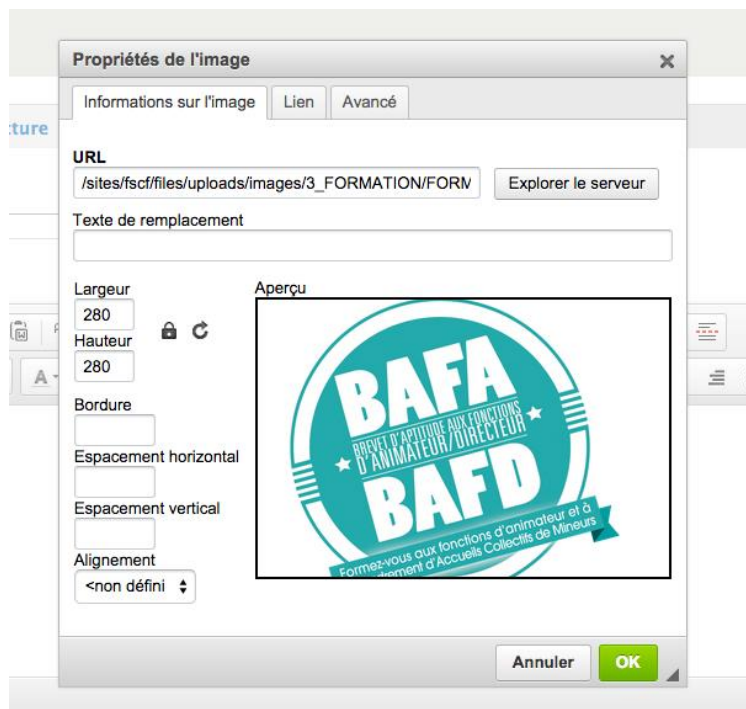 Propriétés de l'image
Informations sur l'image
Lien
Avancé
cture
URL
/sites/fscf/files/uploads/images/3_FORMATION/FORM
Explorer le serveur
Texte de remplacement
Largeur
280
Hauteur
280
Aperçu
BAFA
BREVET D'APTITUDE AUX FONCTIONS
D'ANIMATEUR/DIRECTEUR
BAFD
Formez-vous aux fonctions d'animateur et à
drement d'Accueils Collectifs de Mineurs
A
Bordure
Espacement horizontal
Espacement vertical
Alignement
<non défini
Annuler
OK